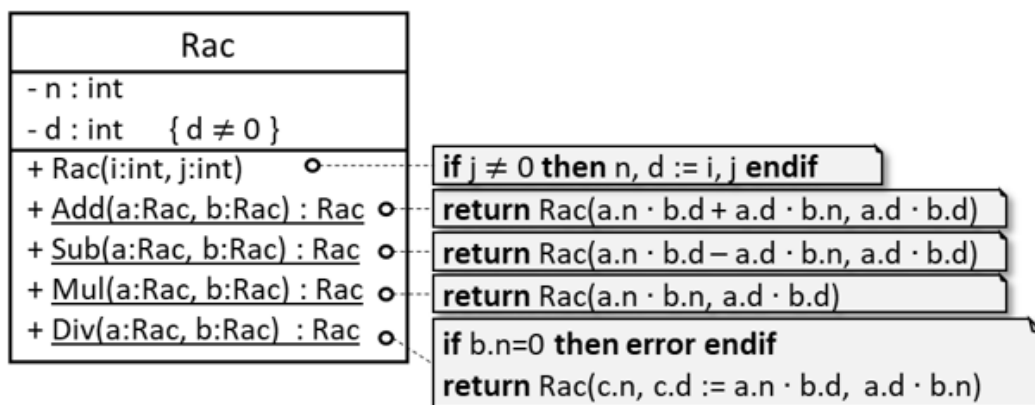 Rac
- n : int
- d : int { d ≠ 0 }
+ Rac(i:int, j:int)
if j ≠ 0 then n, d := i, j endif
+ Add(a:Rac, b:Rac) : Rac
return Rac(a.n · b.d + a.d · b.n, a.d · b.d)
+ Sub(a:Rac, b:Rac) : Rac
return Rac(a.n · b.d – a.d · b.n, a.d · b.d)
+ Mul(a:Rac, b:Rac) : Rac
return Rac(a.n · b.n, a.d · b.d)
+ Div(a:Rac, b:Rac) : Rac
if b.n=0 then error endif
return Rac(c.n, c.d := a.n · b.d, a.d · b.n)